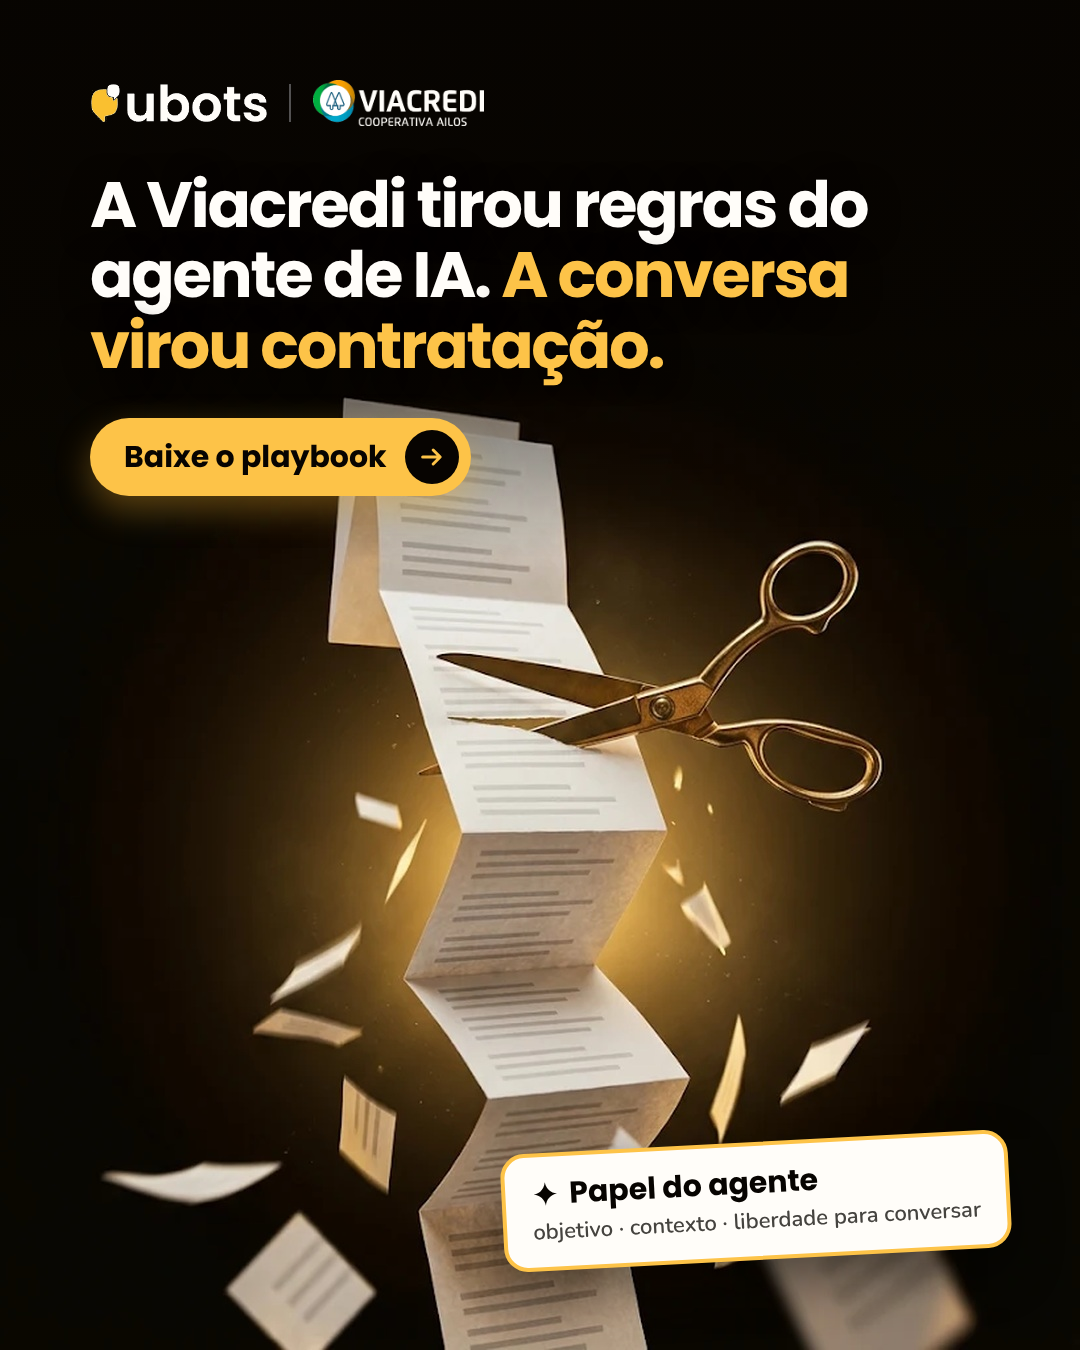 ubots
VIACREDI
COOPERATIVA AILOS
A Viacredi tirou regras do
agente de IA. A conversa
virou contratação.
Baixe o playbook
Papel do agente
objetivo · contexto · liberdade para conversar